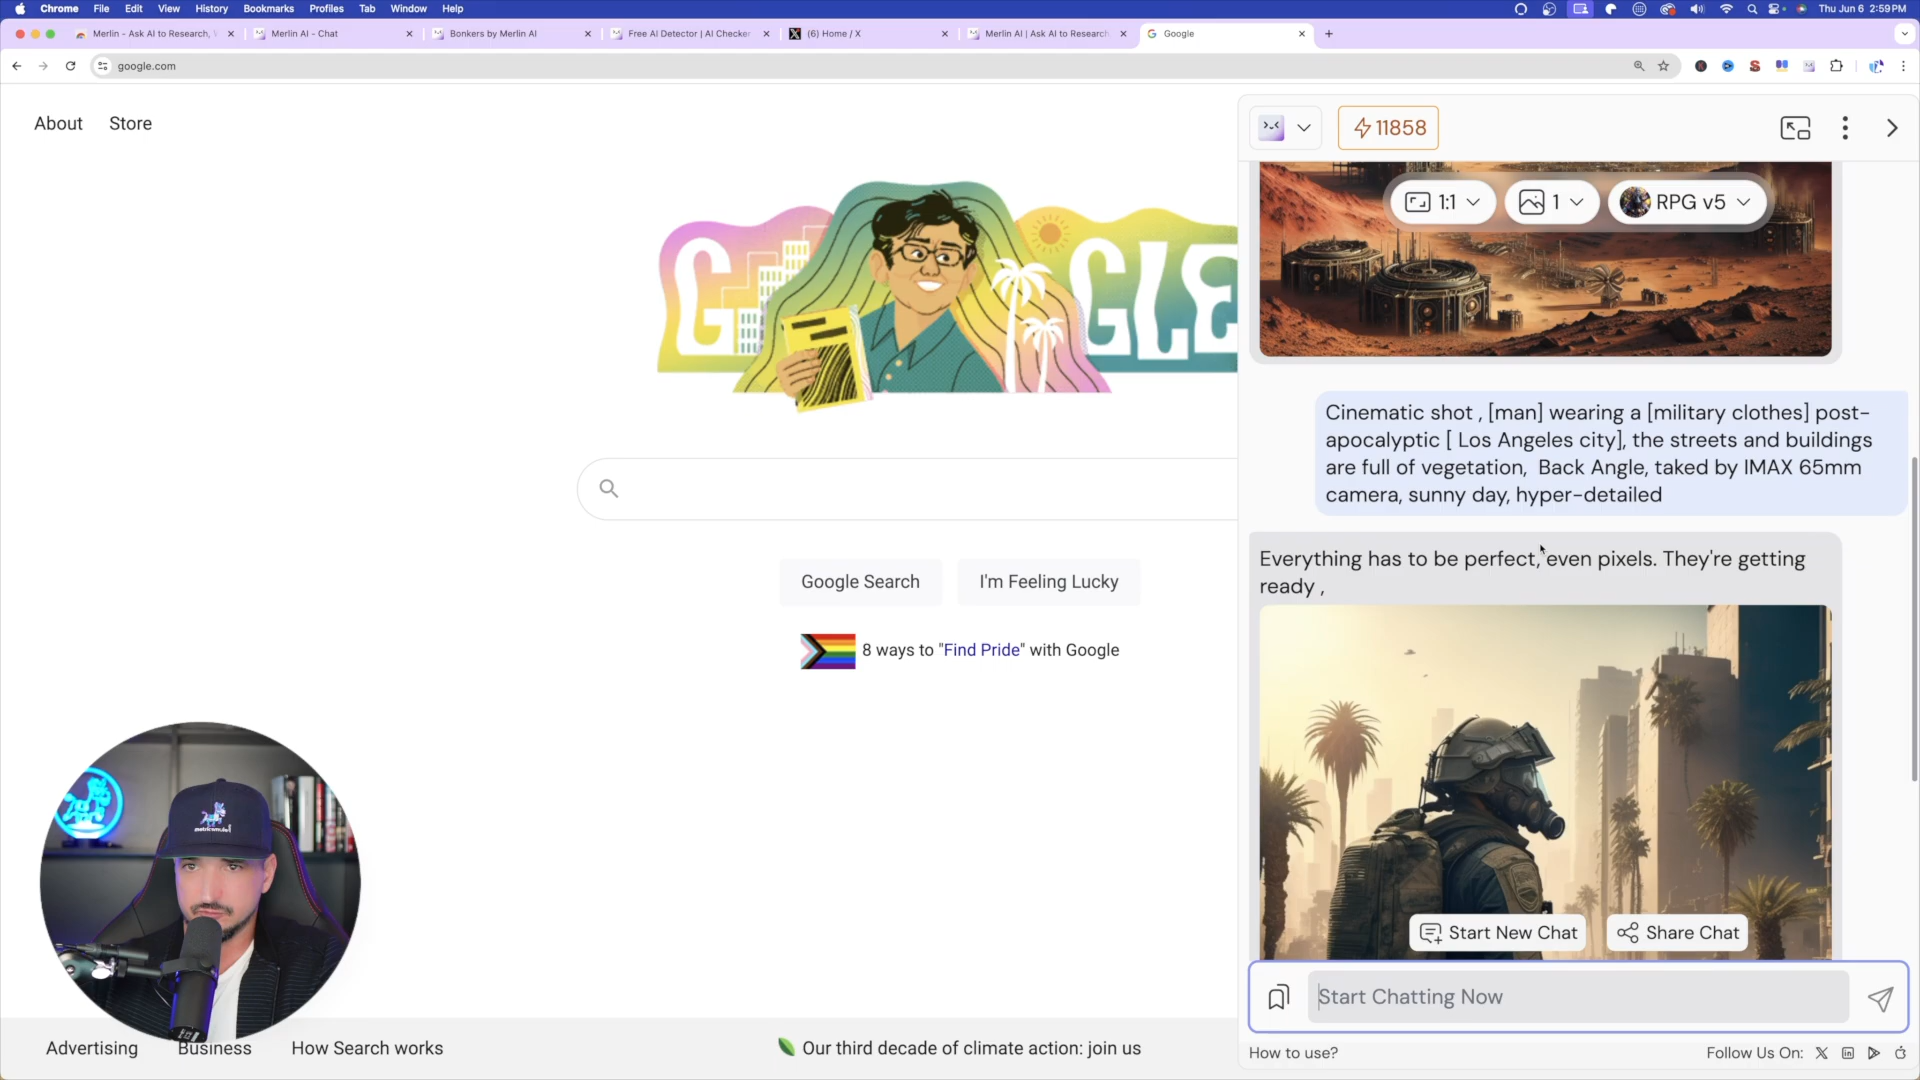 Chrome File Edit View History Bookmarks Profiles Tab Window Help
Thu Jun 6 2:59 PM
Merlin - Ask AI to Research,
Merlin AI - Chat
Bonkers by Merlin AI
Free AI Detector | AI Checker
(6) Home / X
Merlin AI | Ask AI to Research
Google
google.com
About Store
11858
1:1
1
RPG v5
Cinematic shot , [man] wearing a [military clothes] post-
apocalyptic [ Los Angeles city], the streets and buildings
are full of vegetation,  Back Angle, taked by IMAX 65mm
camera, sunny day, hyper-detailed
Everything has to be perfect, even pixels. They're getting
ready ,
Google Search
I'm Feeling Lucky
8 ways to "Find Pride" with Google
Start New Chat
Share Chat
Start Chatting Now
Advertising Business How Search works
Our third decade of climate action: join us
How to use?
Follow Us On: